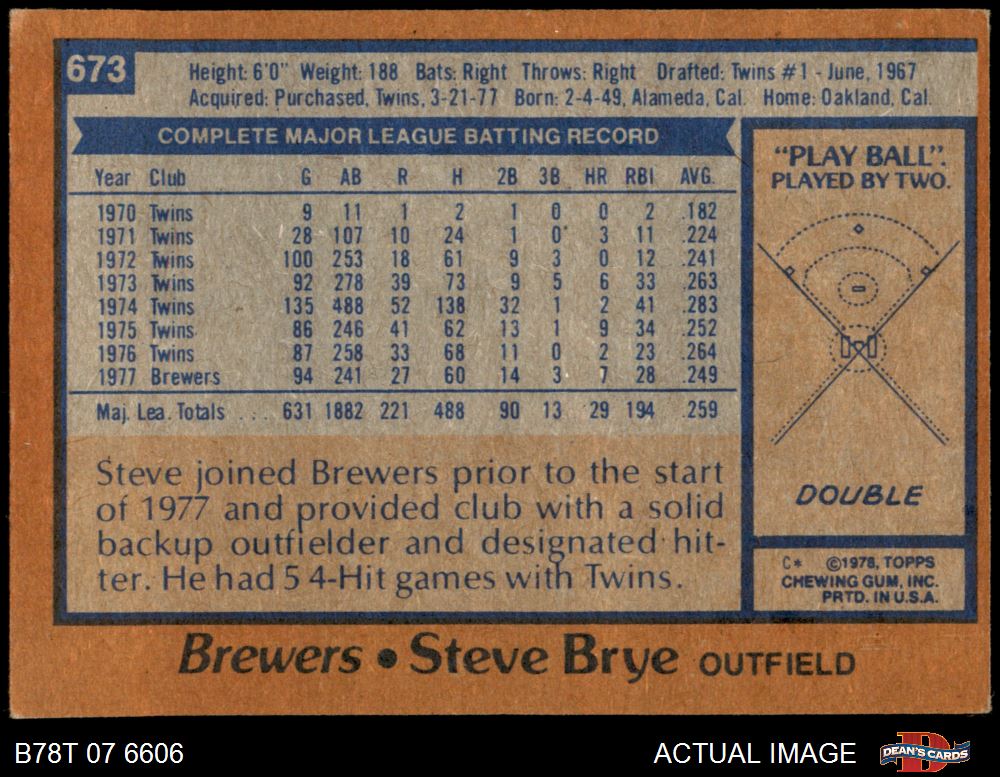 673
Height: 6'0" Weight: 188 Bats: Right Throws: Right Drafted: Twins #1 - June, 1967
Acquired: Purchased, Twins, 3-21-77 Born: 2-4-49, Alameda, Cal. Home: Oakland, Cal.
COMPLETE MAJOR LEAGUE BATTING RECORD
Year Club G AB R H 2B 3B HR RBI AVG.
1970 Twins 9 11 1 2 1 0 0 2 .182
1971 Twins 28 107 10 24 1 0 3 11 .224
1972 Twins 100 253 18 61 9 3 0 12 .241
1973 Twins 92 278 39 73 9 5 6 33 .263
1974 Twins 135 488 52 138 32 1 2 41 .283
1975 Twins 86 246 41 62 13 1 9 34 .252
1976 Twins 87 258 33 68 11 0 2 23 .264
1977 Brewers 94 241 27 60 14 3 7 28 .249
Maj. Lea. Totals . . . 631 1882 221 488 90 13 29 194 .259
Steve joined Brewers prior to the start
of 1977 and provided club with a solid
backup outfielder and designated hit-
ter. He had 5 4-Hit games with Twins.
"PLAY BALL".
PLAYED BY TWO.
DOUBLE
C* ©1978, TOPPS
CHEWING GUM, INC.
PRTD. IN U.S.A.
Brewers • Steve Brye OUTFIELD
B78T 07 6606
ACTUAL IMAGE
DEAN'S CARDS